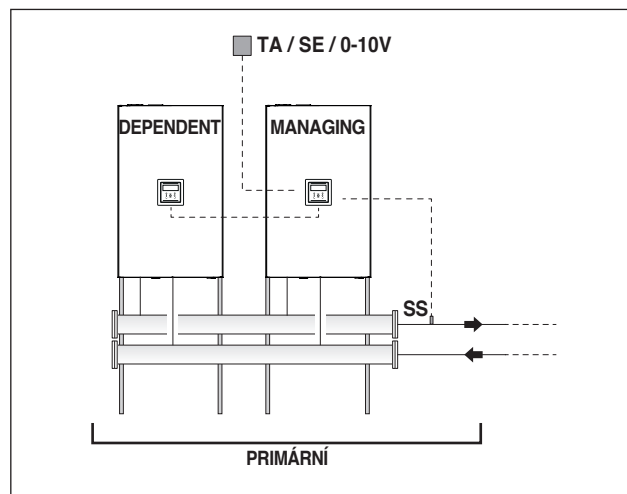 TA / SE / 0-10V
DEPENDENT
MANAGING
SS
PRIMÁRNÍ